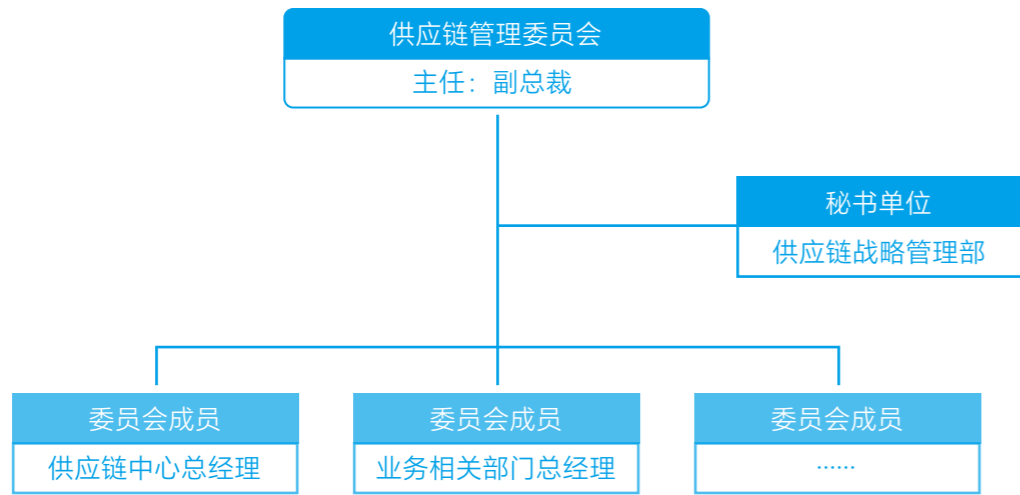 供应链管理委员会
主任：副总裁
秘书单位
供应链战略管理部
委员会成员
供应链中心总经理
委员会成员
业务相关部门总经理
委员会成员
······